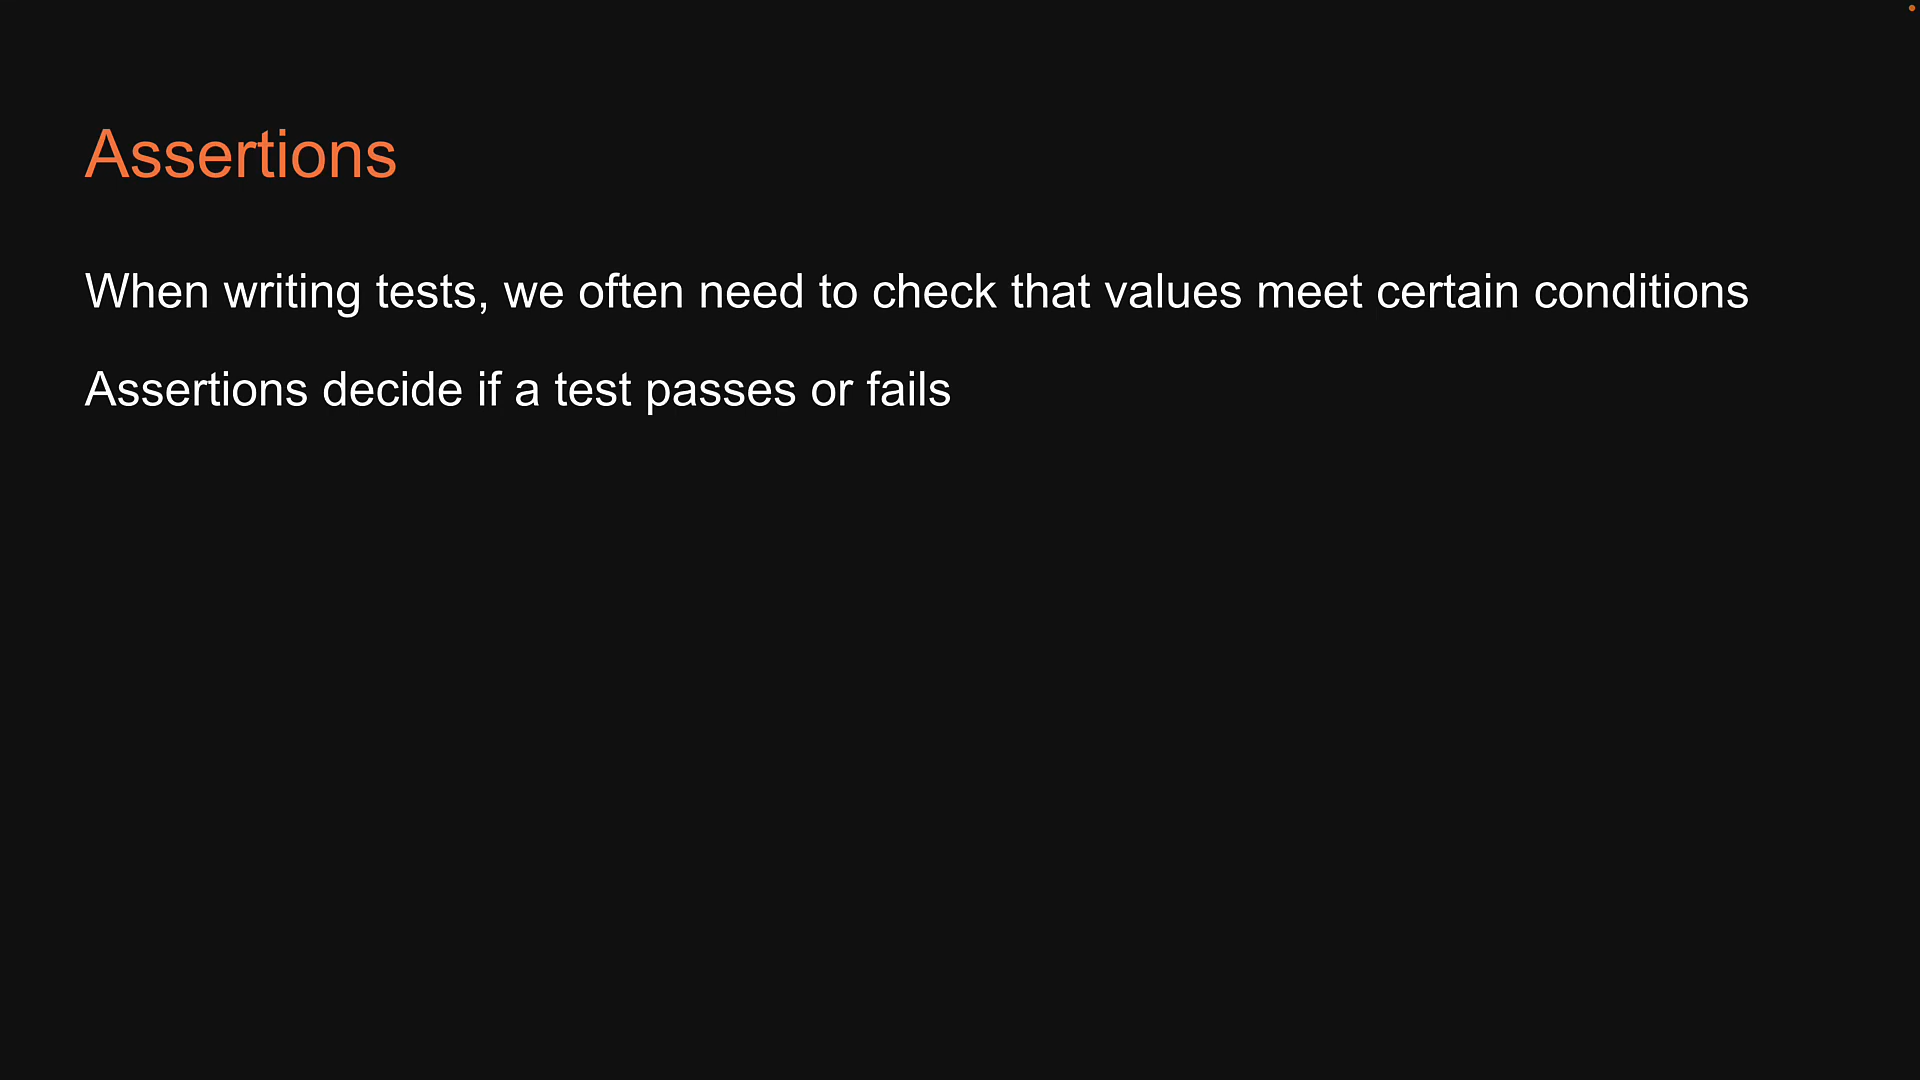 Assertions
When writing tests, we often need to check that values meet certain conditions
Assertions decide if a test passes or fails